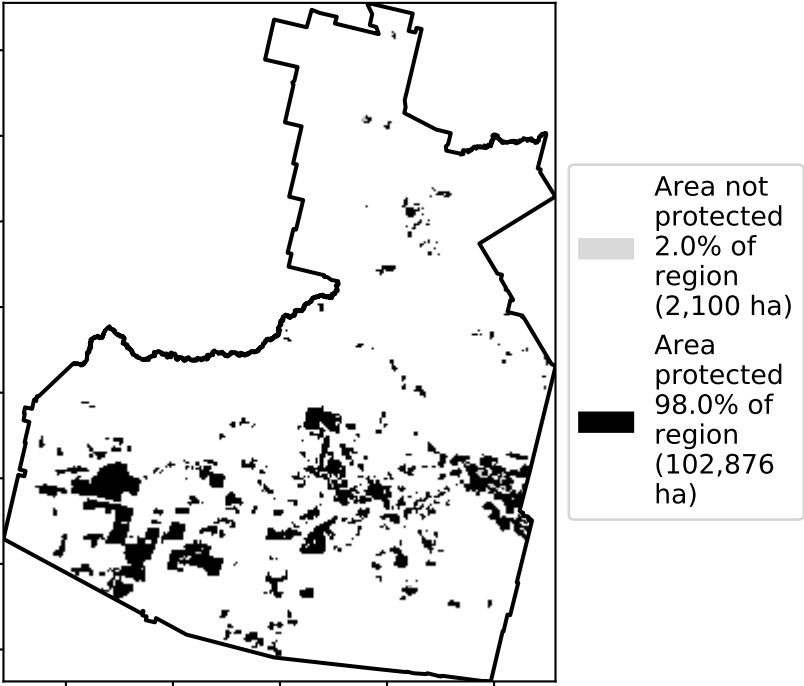 Area not
protected
2.0% of
region
(2,100 ha)
Area
protected
98.0% of
region
(102,876
ha)